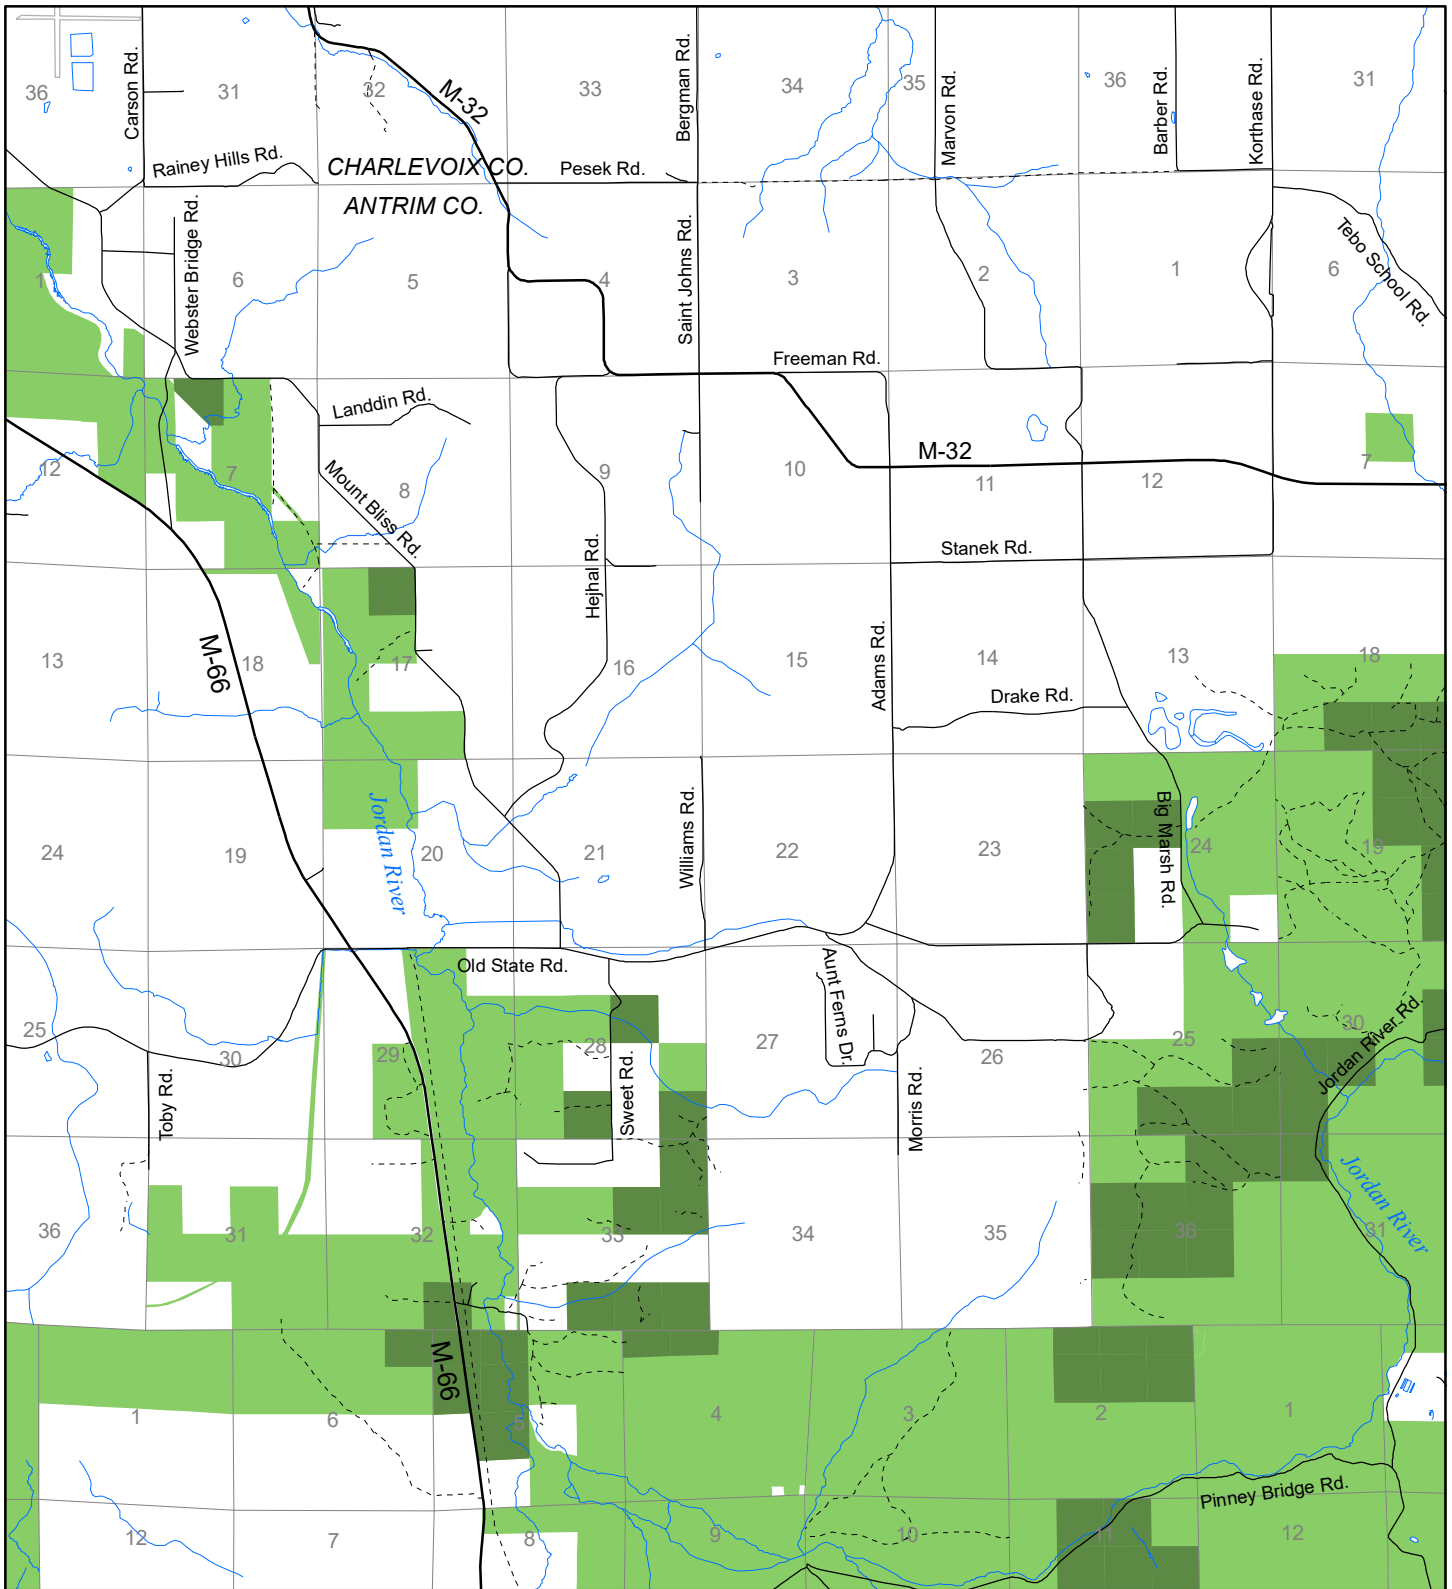 36
Carson Rd.
31
32
M-32
33
Bergman Rd.
34
35
Marvon Rd.
36
Barber Rd.
Korthase Rd.
31
Rainey Hills Rd.
CHARLEVOIX CO.
Pesek Rd.
ANTRIM CO.
1
Webster Bridge Rd.
6
5
4
Saint Johns Rd.
3
2
1
6
Tebo School Rd.
Freeman Rd.
Landdin Rd.
M-32
12
7
8
Mount Bliss Rd.
9
10
11
12
7
Hejhal Rd.
Stanek Rd.
13
M-66
18
17
16
15
Adams Rd.
14
13
18
Drake Rd.
24
19
Jordan River
20
21
Williams Rd.
22
23
Big Marsh Rd.
24
19
Old State Rd.
Aunt Ferns Dr.
25
30
29
28
27
26
25
30
Jordan River Rd.
Toby Rd.
Sweet Rd.
Morris Rd.
36
31
32
33
34
35
36
31
Jordan River
M-66
1
6
5
4
3
2
1
Pinney Bridge Rd.
12
7
8
9
10
11
12